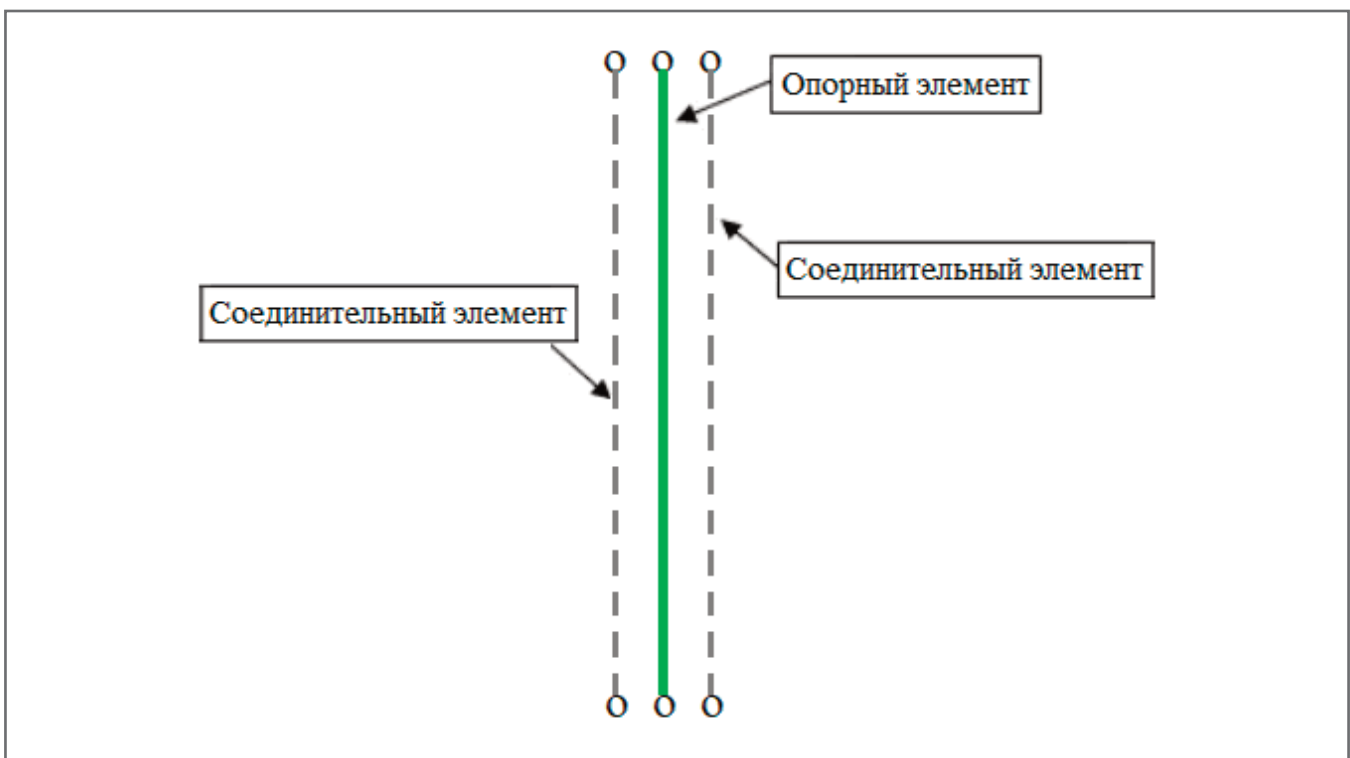 О О О
Опорный элемент
Соединительный элемент
Соединительный элемент
О О О